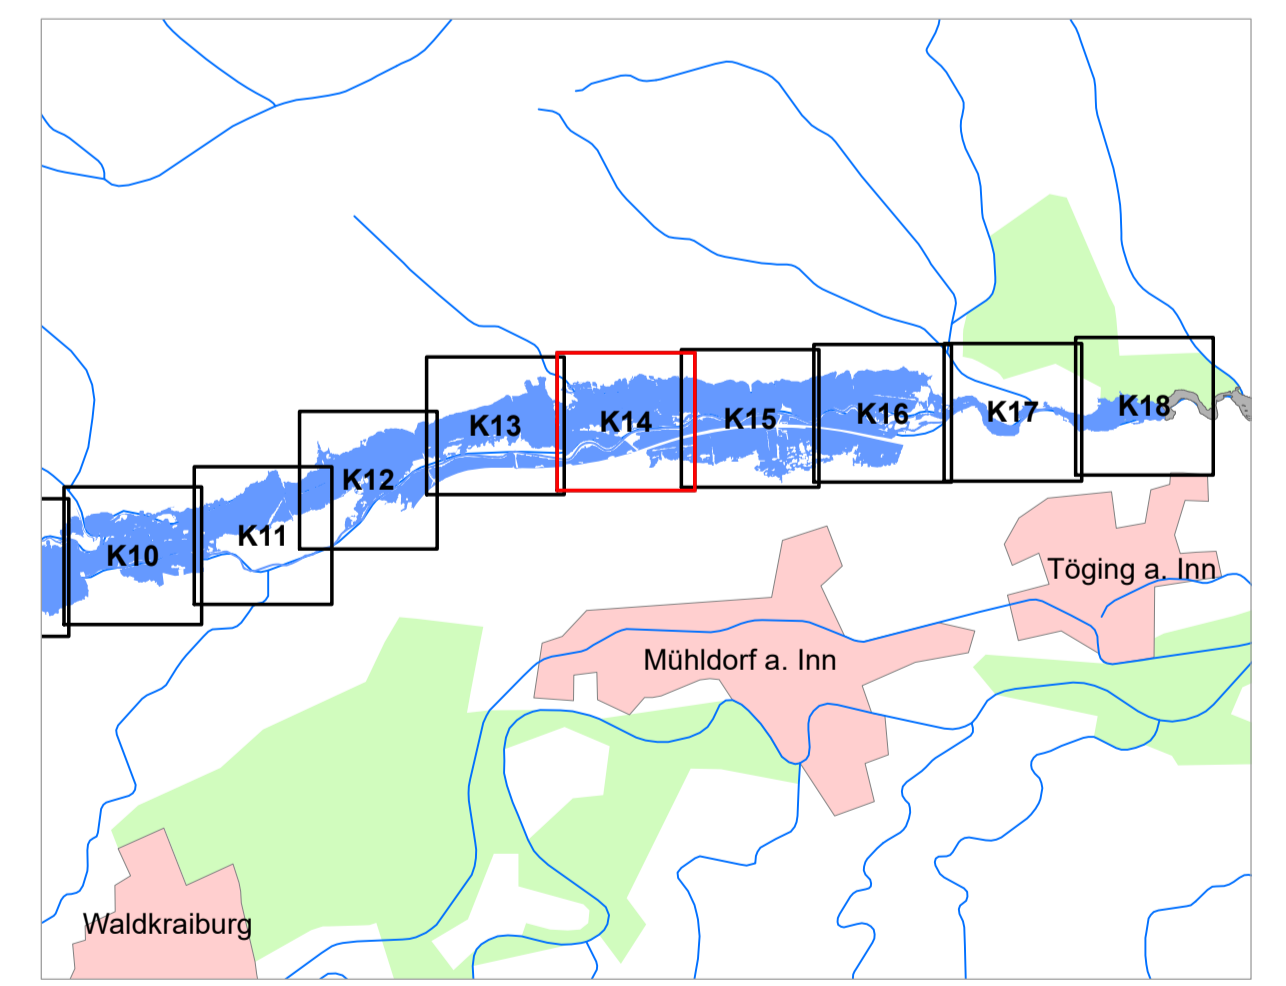 K10
K11
K12
K13
K14
K15
K16
K17
K18
Töging a. Inn
Mühldorf a. Inn
Waldkraiburg